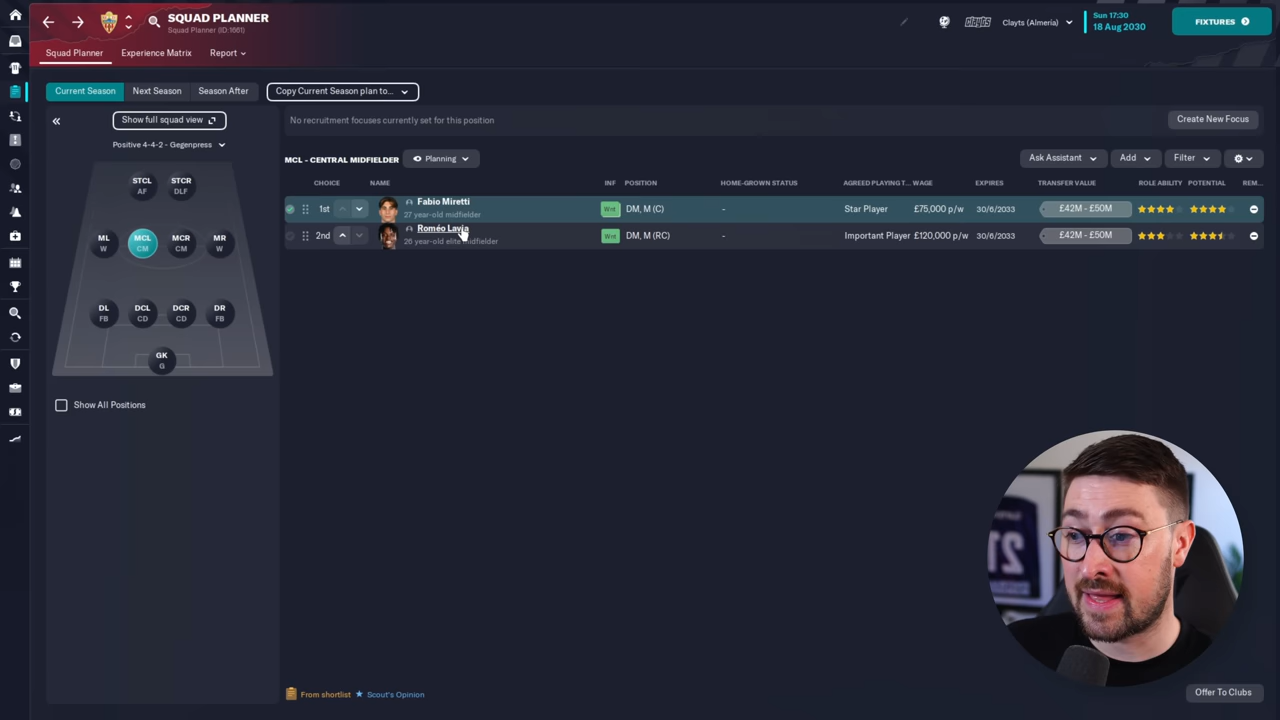 SQUAD PLANNER
Squad Planner (ID:1661)
CLAYTS
Clayts (Almeria)
Sun 17:30
18 Aug 2030
FIXTURES
Squad Planner
Experience Matrix
Report
Current Season
Next Season
Season After
Copy Current Season plan to...
Show full squad view
No recruitment focuses currently set for this position
Create New Focus
Positive 4-4-2 - Gegenpress
MCL - CENTRAL MIDFIELDER
Planning
Ask Assistant
Add
Filter
CHOICE NAME INF POSITION HOME-GROWN STATUS AGREED PLAYING T... WAGE EXPIRES TRANSFER VALUE ROLE ABILITY POTENTIAL REM...
1st Fabio Miretti Wnt DM, M (C) - Star Player £75,000 p/w 30/6/2033 £42M - £50M
27 year-old midfielder
2nd Roméo Lavia Wnt DM, M (RC) - Important Player £120,000 p/w 30/6/2033 £42M - £50M
26 year-old elite midfielder
STCL STCR
AF DLF
ML MCL MCR MR
W CM CM W
DL DCL DCR DR
FB CD CD FB
GK
G
Show All Positions
From shortlist
Scout's Opinion
Offer To Clubs